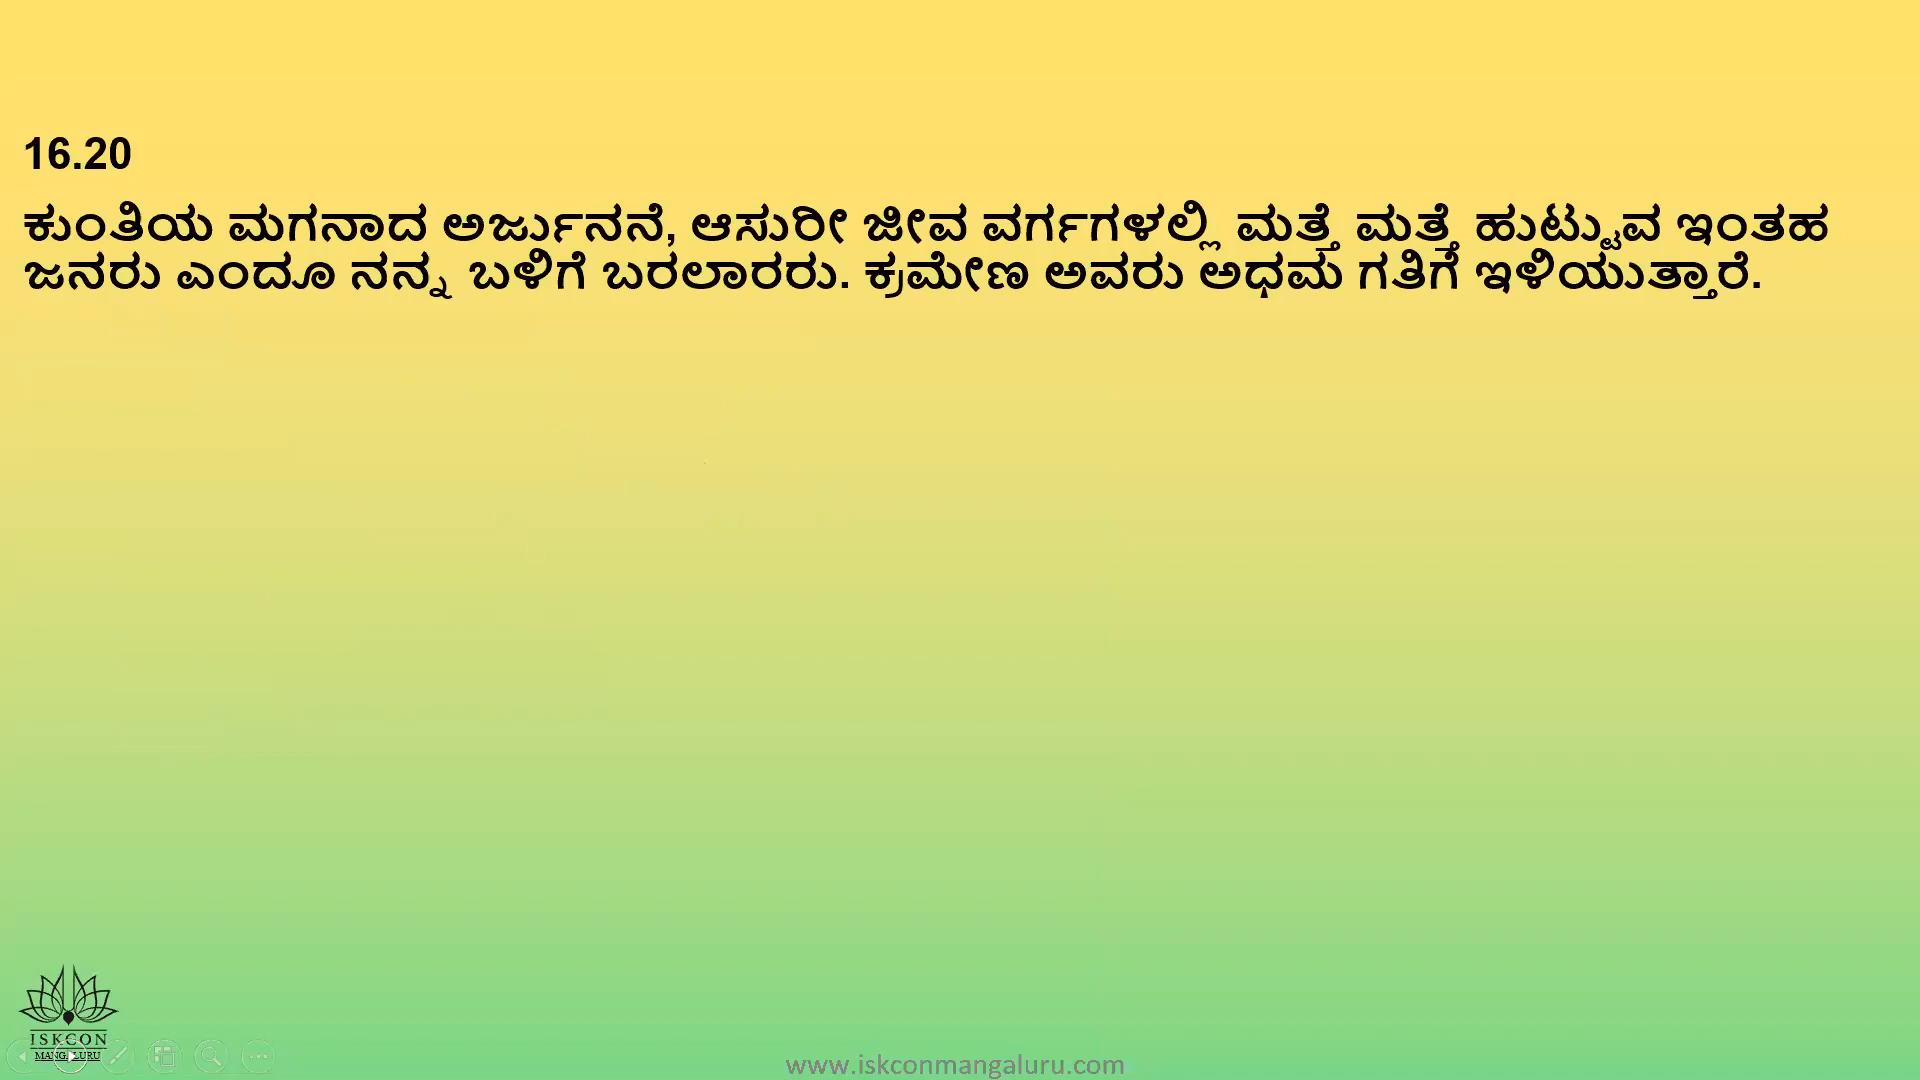 16.20
ಕುಂತಿಯ ಮಗನಾದ ಅರ್ಜುನನೆ, ಆಸುರೀ ಜೀವ ವರ್ಗಗಳಲ್ಲಿ ಮತ್ತೆ ಮತ್ತೆ ಹುಟ್ಟುವ ಇಂತಹ
ಜನರು ಎಂದೂ ನನ್ನ ಬಳಿಗೆ ಬರಲಾರರು. ಕ್ರಮೇಣ ಅವರು ಅಧಮ ಗತಿಗೆ ಇಳಿಯುತ್ತಾರೆ.
ISKCON
MANGALURU
www.iskconmangaluru.com